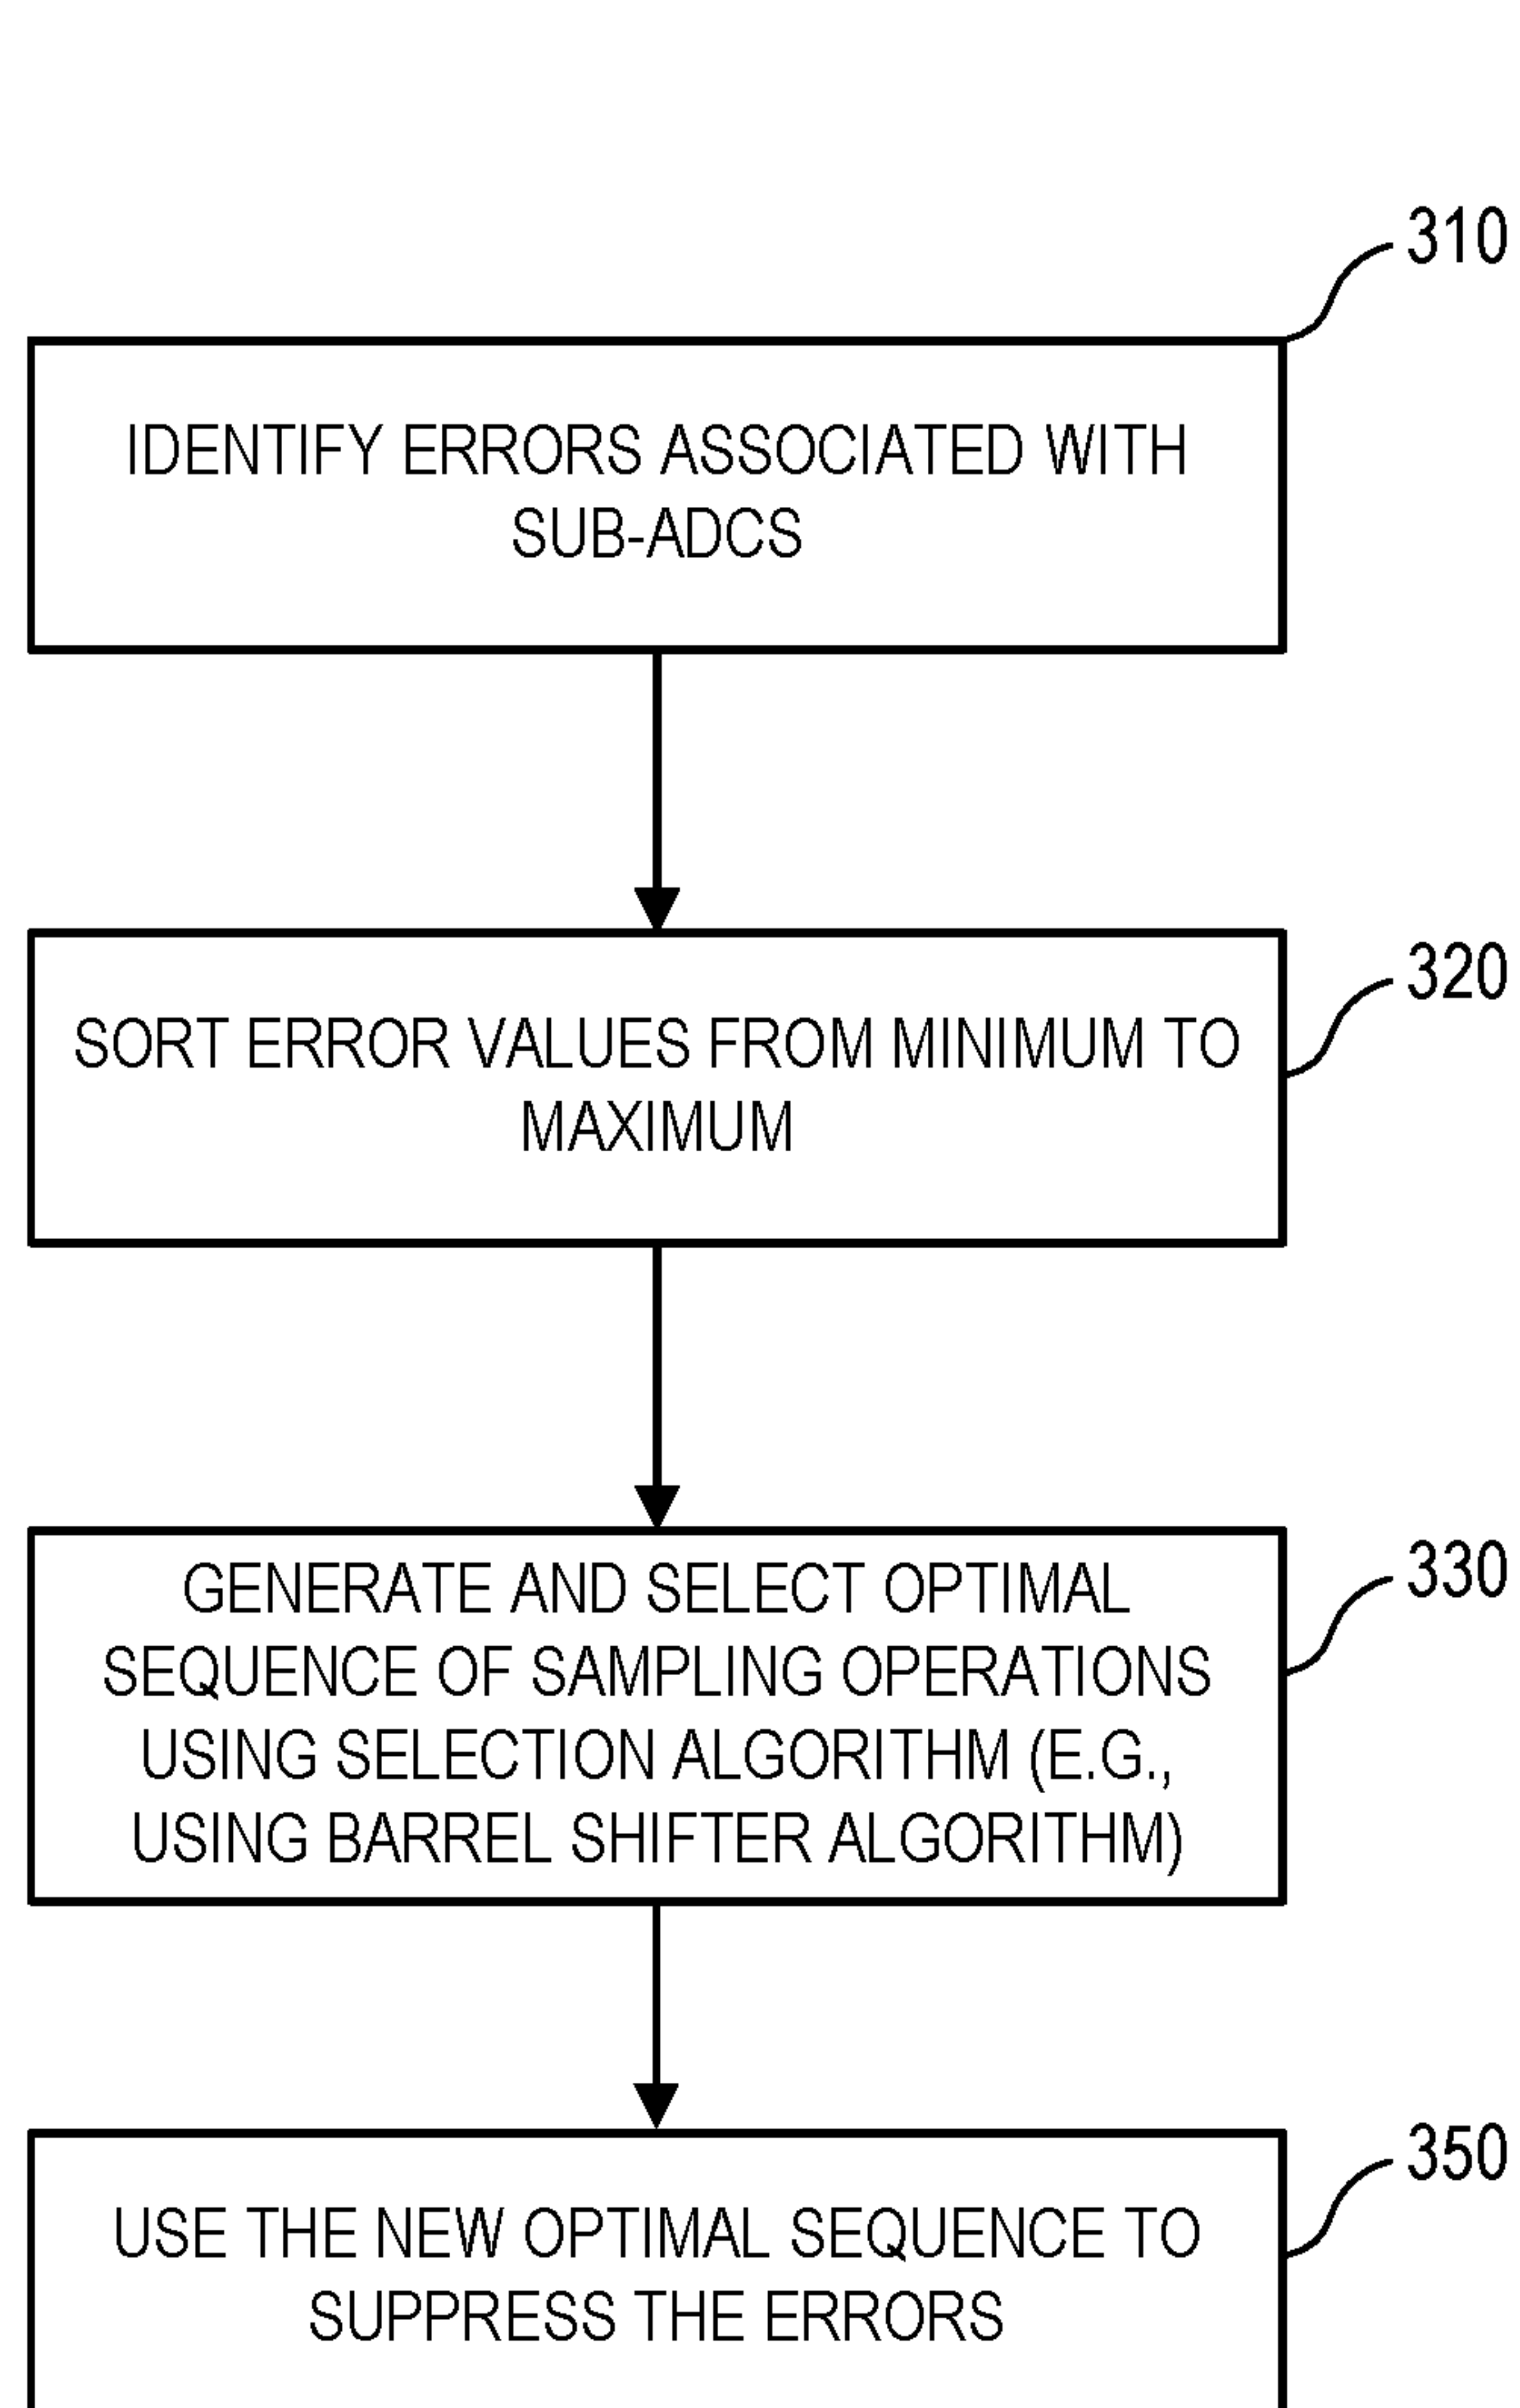 310
IDENTIFY ERRORS ASSOCIATED WITH
SUB-ADCS
320
SORT ERROR VALUES FROM MINIMUM TO
MAXIMUM
330
GENERATE AND SELECT OPTIMAL
SEQUENCE OF SAMPLING OPERATIONS
USING SELECTION ALGORITHM (E.G.,
USING BARREL SHIFTER ALGORITHM)
350
USE THE NEW OPTIMAL SEQUENCE TO
SUPPRESS THE ERRORS